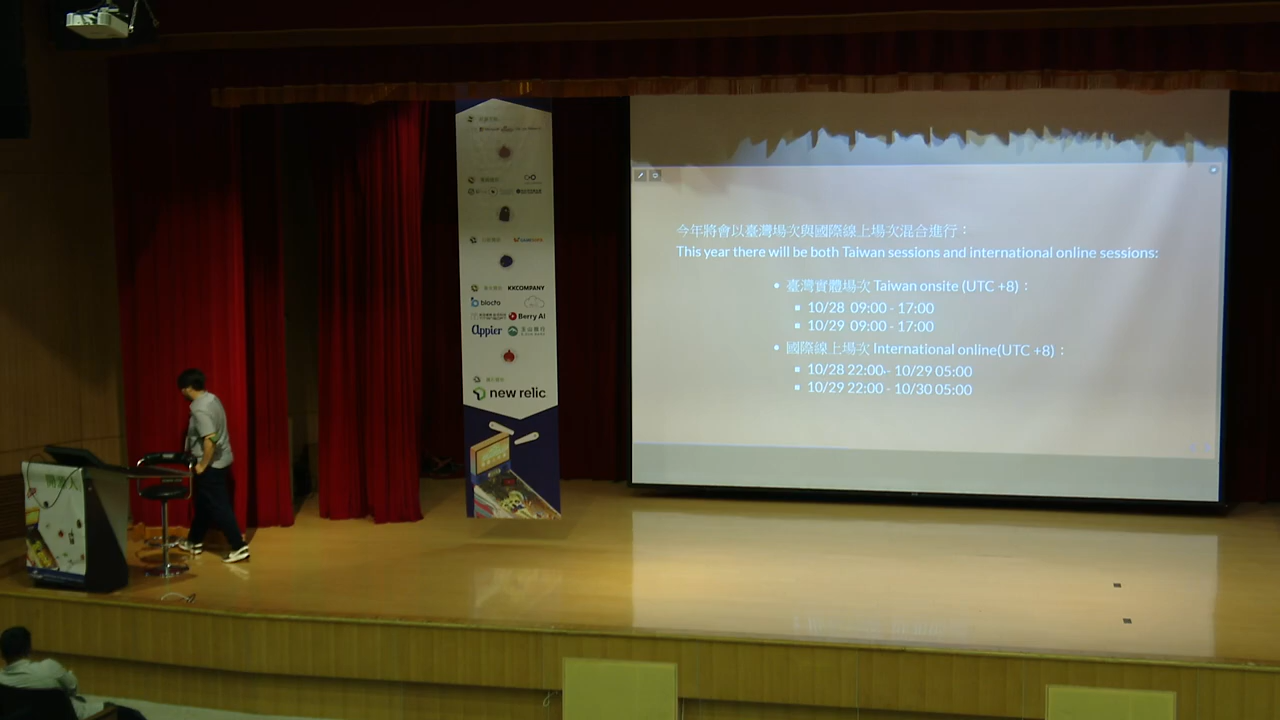 KKCOMPANY
blocto
Berry AI
Appier
new relic
今年將會以臺灣場次與國際線上場次混合進行：
This year there will be both Taiwan sessions and international online sessions:
• 臺灣實體場次 Taiwan onsite (UTC +8)：
10/28 09:00 - 17:00
10/29 09:00 - 17:00
• 國際線上場次 International online(UTC +8)：
10/28 22:00 - 10/29 05:00
10/29 22:00 - 10/30 05:00